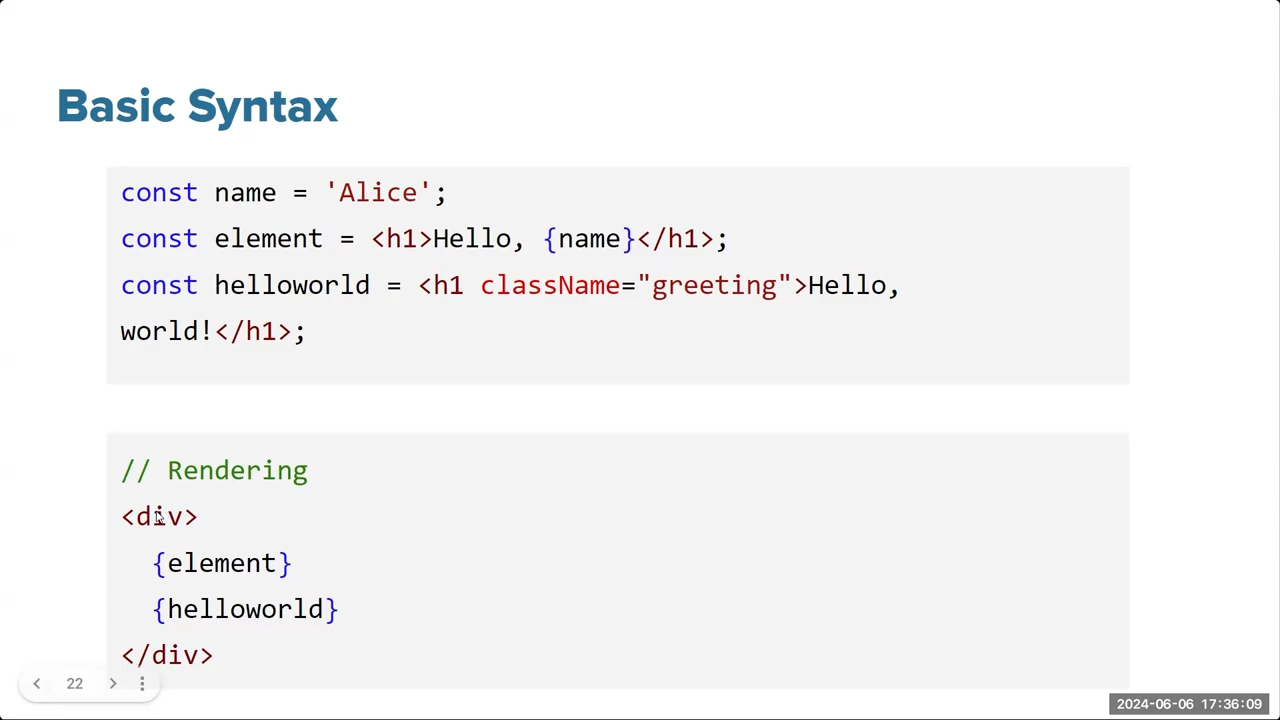 Basic Syntax
const name = 'Alice';
const element = <h1>Hello, {name}</h1>;
const helloworld = <h1 className="greeting">Hello,
world!</h1>;
// Rendering
<div>
  {element}
  {helloworld}
</div>
22
2024-06-06 17:36:09